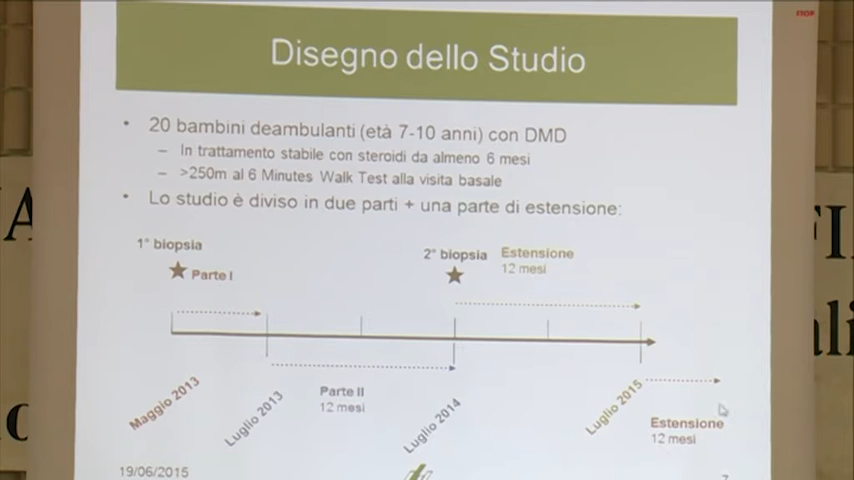 Disegno dello Studio
• 20 bambini deambulanti (età 7-10 anni) con DMD
– In trattamento stabile con steroidi da almeno 6 mesi
– >250m al 6 Minutes Walk Test alla visita basale
• Lo studio è diviso in due parti + una parte di estensione:
1° biopsia
Parte I
2° biopsia
Estensione
12 mesi
Parte II
12 mesi
Maggio 2013
Luglio 2013
Luglio 2014
Luglio 2015
Estensione
12 mesi
19/06/2015